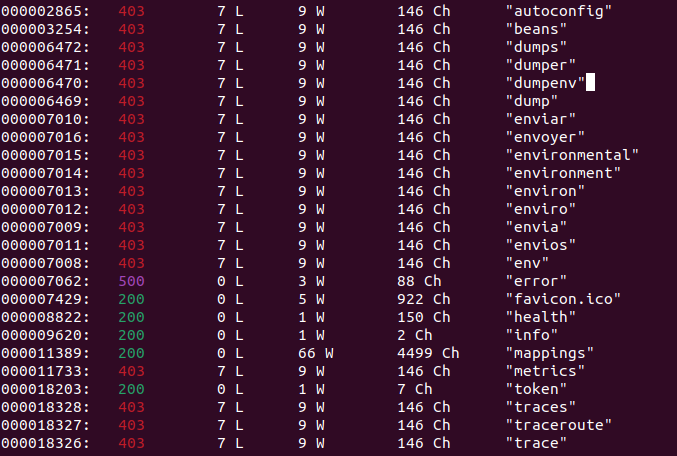 000002865: 403 7 L 9 W 146 Ch "autoconfig"
000003254: 403 7 L 9 W 146 Ch "beans"
000006472: 403 7 L 9 W 146 Ch "dumps"
000006471: 403 7 L 9 W 146 Ch "dumper"
000006470: 403 7 L 9 W 146 Ch "dumpenv"
000006469: 403 7 L 9 W 146 Ch "dump"
000007010: 403 7 L 9 W 146 Ch "enviar"
000007016: 403 7 L 9 W 146 Ch "envoyer"
000007015: 403 7 L 9 W 146 Ch "environmental"
000007014: 403 7 L 9 W 146 Ch "environment"
000007013: 403 7 L 9 W 146 Ch "environ"
000007012: 403 7 L 9 W 146 Ch "enviro"
000007009: 403 7 L 9 W 146 Ch "envia"
000007011: 403 7 L 9 W 146 Ch "envios"
000007008: 403 7 L 9 W 146 Ch "env"
000007062: 500 0 L 3 W 88 Ch "error"
000007429: 200 0 L 5 W 922 Ch "favicon.ico"
000008822: 200 0 L 1 W 150 Ch "health"
000009620: 200 0 L 1 W 2 Ch "info"
000011389: 200 0 L 66 W 4499 Ch "mappings"
000011733: 403 7 L 9 W 146 Ch "metrics"
000018203: 200 0 L 1 W 7 Ch "token"
000018328: 403 7 L 9 W 146 Ch "traces"
000018327: 403 7 L 9 W 146 Ch "traceroute"
000018326: 403 7 L 9 W 146 Ch "trace"